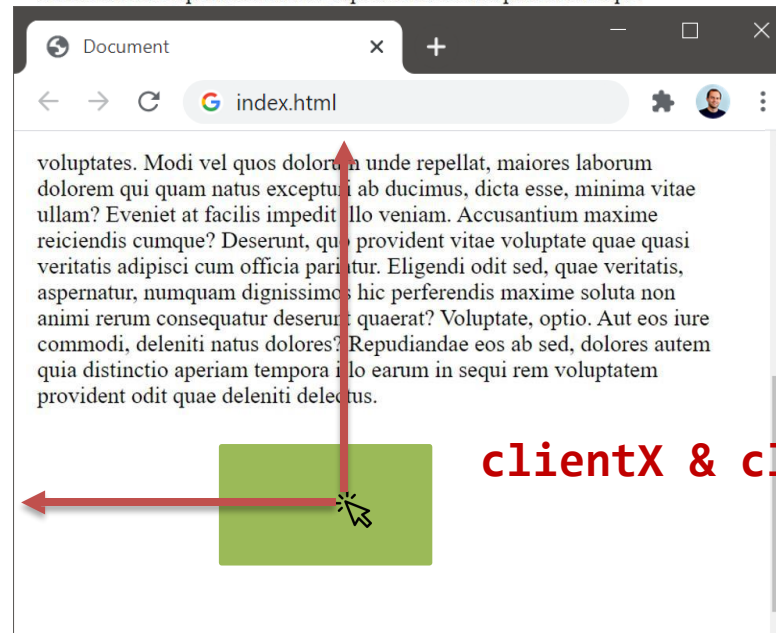 Document
index.html
voluptates. Modi vel quos dolorum unde repellat, maiores laborum
dolorem qui quam natus excepturi ab ducimus, dicta esse, minima vitae
ullam? Eveniet at facilis impedit illo veniam. Accusantium maxime
reiciendis cumque? Deserunt, quo provident vitae voluptate quae quasi
veritatis adipisci cum officia pariatur. Eligendi odit sed, quae veritatis,
aspernatur, numquam dignissimos hic perferendis maxime soluta non
animi rerum consequatur deserunt quaerat? Voluptate, optio. Aut eos iure
commodi, deleniti natus dolores? Repudiandae eos ab sed, dolores autem
quia distinctio aperiam tempora illo earum in sequi rem voluptatem
provident odit quae deleniti delectus.
clientX & cl